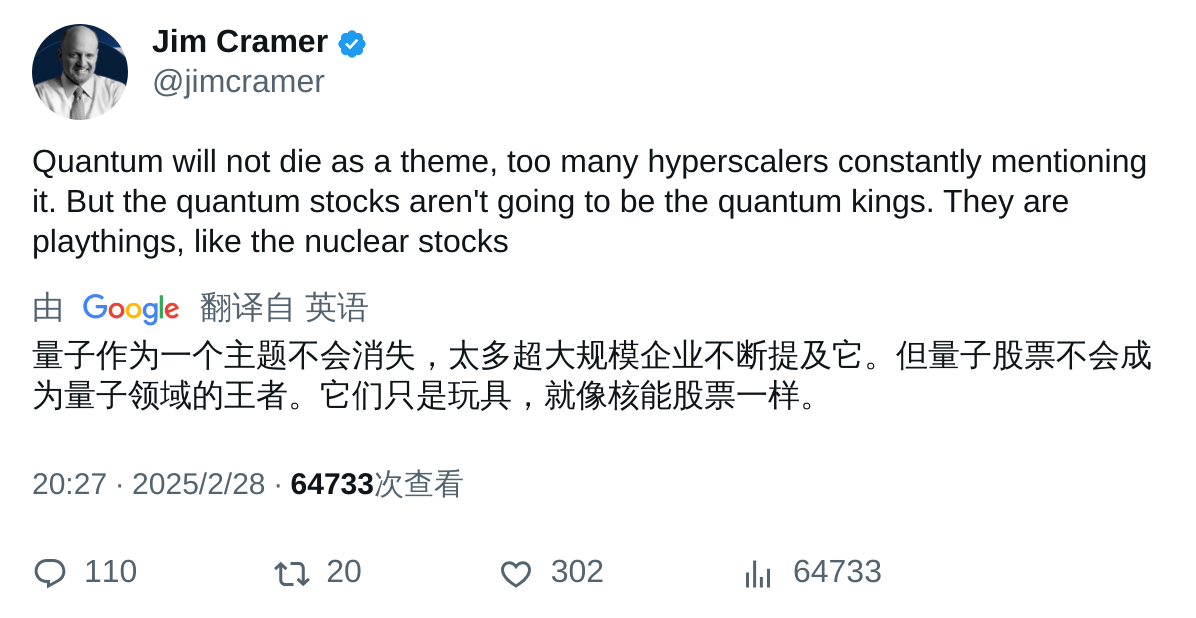 Jim Cramer
@jimcramer
Quantum will not die as a theme, too many hyperscalers constantly mentioning
it. But the quantum stocks aren't going to be the quantum kings. They are
playthings, like the nuclear stocks
由 Google 翻译自 英语
量子作为一个主题不会消失，太多超大规模企业不断提及它。但量子股票不会成
为量子领域的王者。它们只是玩具，就像核能股票一样。
20:27 · 2025/2/28 · 64733次查看
110 20 302 64733